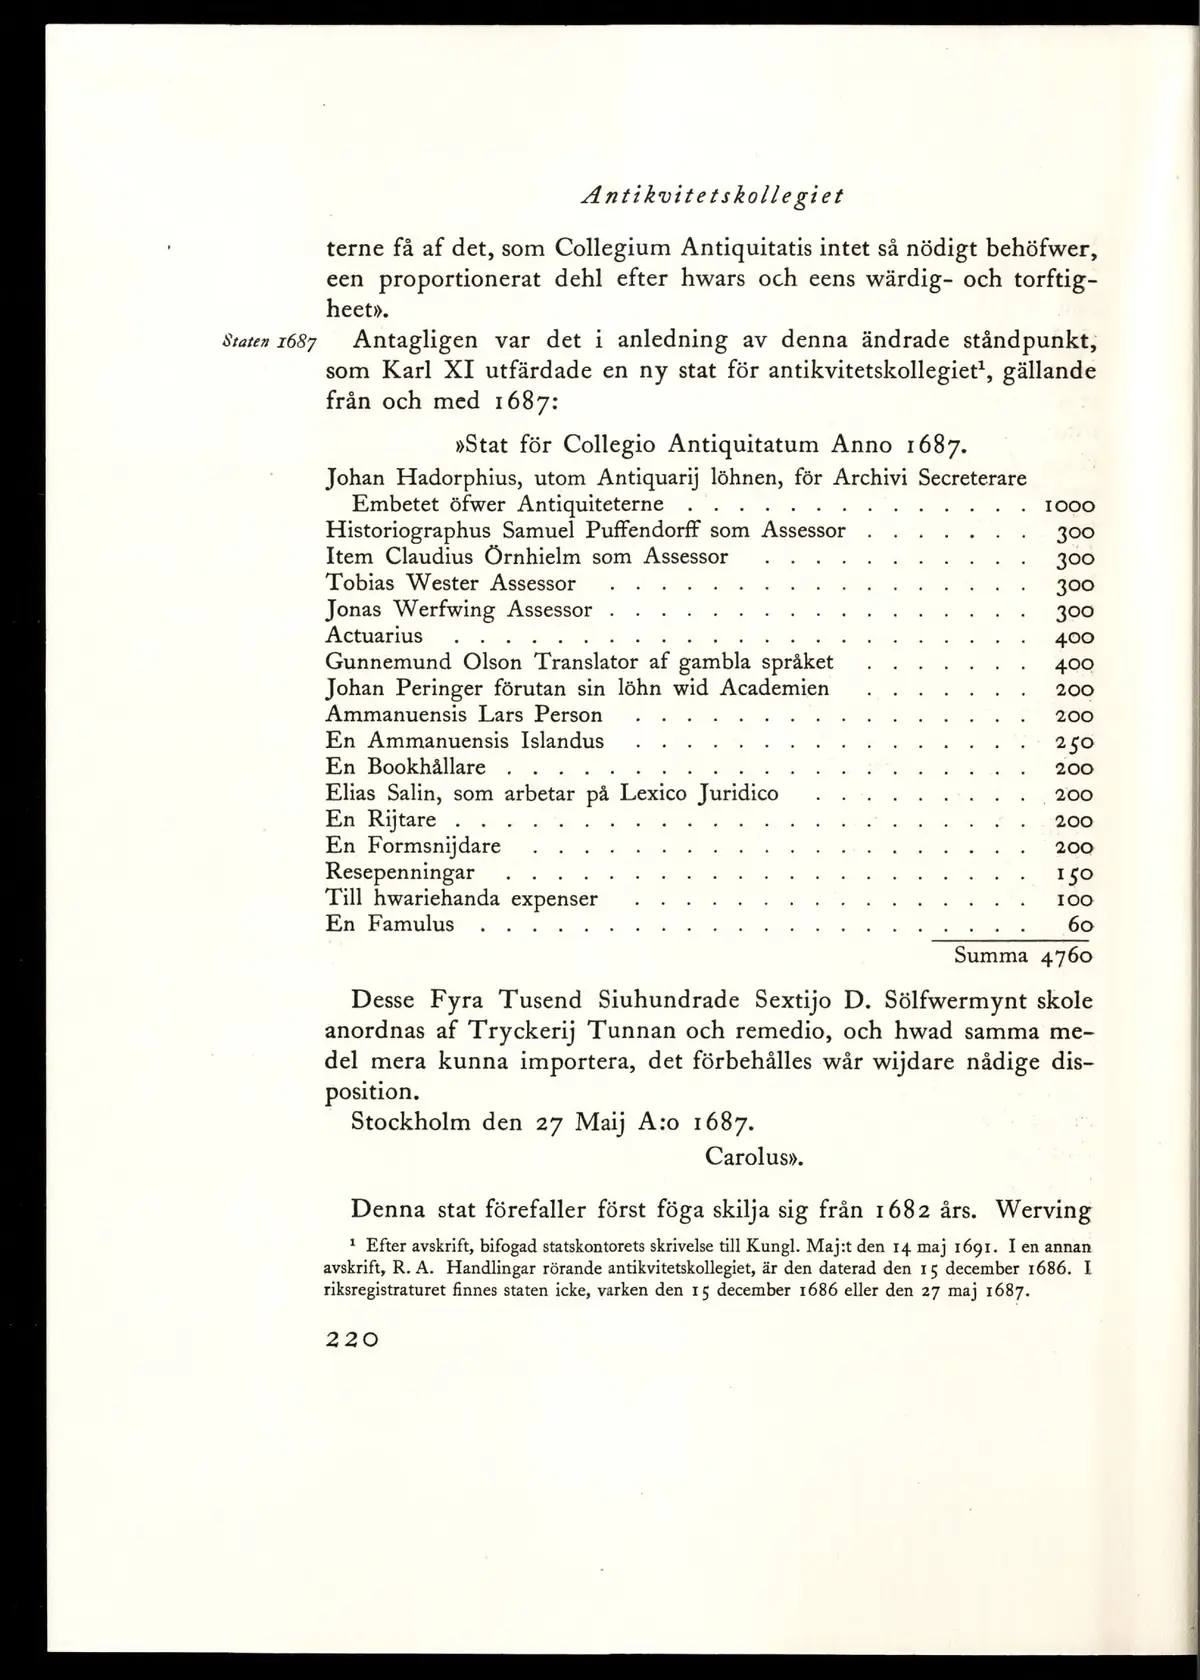 Antikvitetskollegiet
terne få af det, som Collegium Antiquitatis intet så nödigt behöfwer,
een proportionerat dehl efter hwars och eens wärdig- och torftig-
heet».
Staten 1687
Antagligen var det i anledning av denna ändrade ståndpunkt,
som Karl XI utfärdade en ny stat för antikvitetskollegiet¹, gällande
från och med 1687:
»Stat för Collegio Antiquitatum Anno 1687.
Johan Hadorphius, utom Antiquarij löhnen, för Archivi Secreterare
Embetet öfwer Antiquiteterne . . . . . . . . . . . . . . 1000
Historiographus Samuel Puffendorff som Assessor . . . . . . . 300
Item Claudius Örnhielm som Assessor . . . . . . . . . . . 300
Tobias Wester Assessor . . . . . . . . . . . . . . . . . 300
Jonas Werfwing Assessor . . . . . . . . . . . . . . . . . 300
Actuarius . . . . . . . . . . . . . . . . . . . . . . . 400
Gunnemund Olson Translator af gambla språket . . . . . . . 400
Johan Peringer förutan sin löhn wid Academien . . . . . . . 200
Ammanuensis Lars Person . . . . . . . . . . . . . . . . 200
En Ammanuensis Islandus . . . . . . . . . . . . . . . . 250
En Bookhållare . . . . . . . . . . . . . . . . . . . . . 200
Elias Salin, som arbetar på Lexico Juridico . . . . . . . . . 200
En Rijtare . . . . . . . . . . . . . . . . . . . . . . . 200
En Formsnijdare . . . . . . . . . . . . . . . . . . . . 200
Resepenningar . . . . . . . . . . . . . . . . . . . . . 150
Till hwariehanda expenser . . . . . . . . . . . . . . . . 100
En Famulus . . . . . . . . . . . . . . . . . . . . . . 60
Summa 4760
Desse Fyra Tusend Siuhundrade Sextijo D. Sölfwermynt skole
anordnas af Tryckerij Tunnan och remedio, och hwad samma me-
del mera kunna importera, det förbehålles wår wijdare nådige dis-
position.
Stockholm den 27 Maij A:o 1687.
Carolus».
Denna stat förefaller först föga skilja sig från 1682 års. Werving
¹ Efter avskrift, bifogad statskontorets skrivelse till Kungl. Maj:t den 14 maj 1691. I en annan
avskrift, R. A. Handlingar rörande antikvitetskollegiet, är den daterad den 15 december 1686. I
riksregistraturet finnes staten icke, varken den 15 december 1686 eller den 27 maj 1687.
220